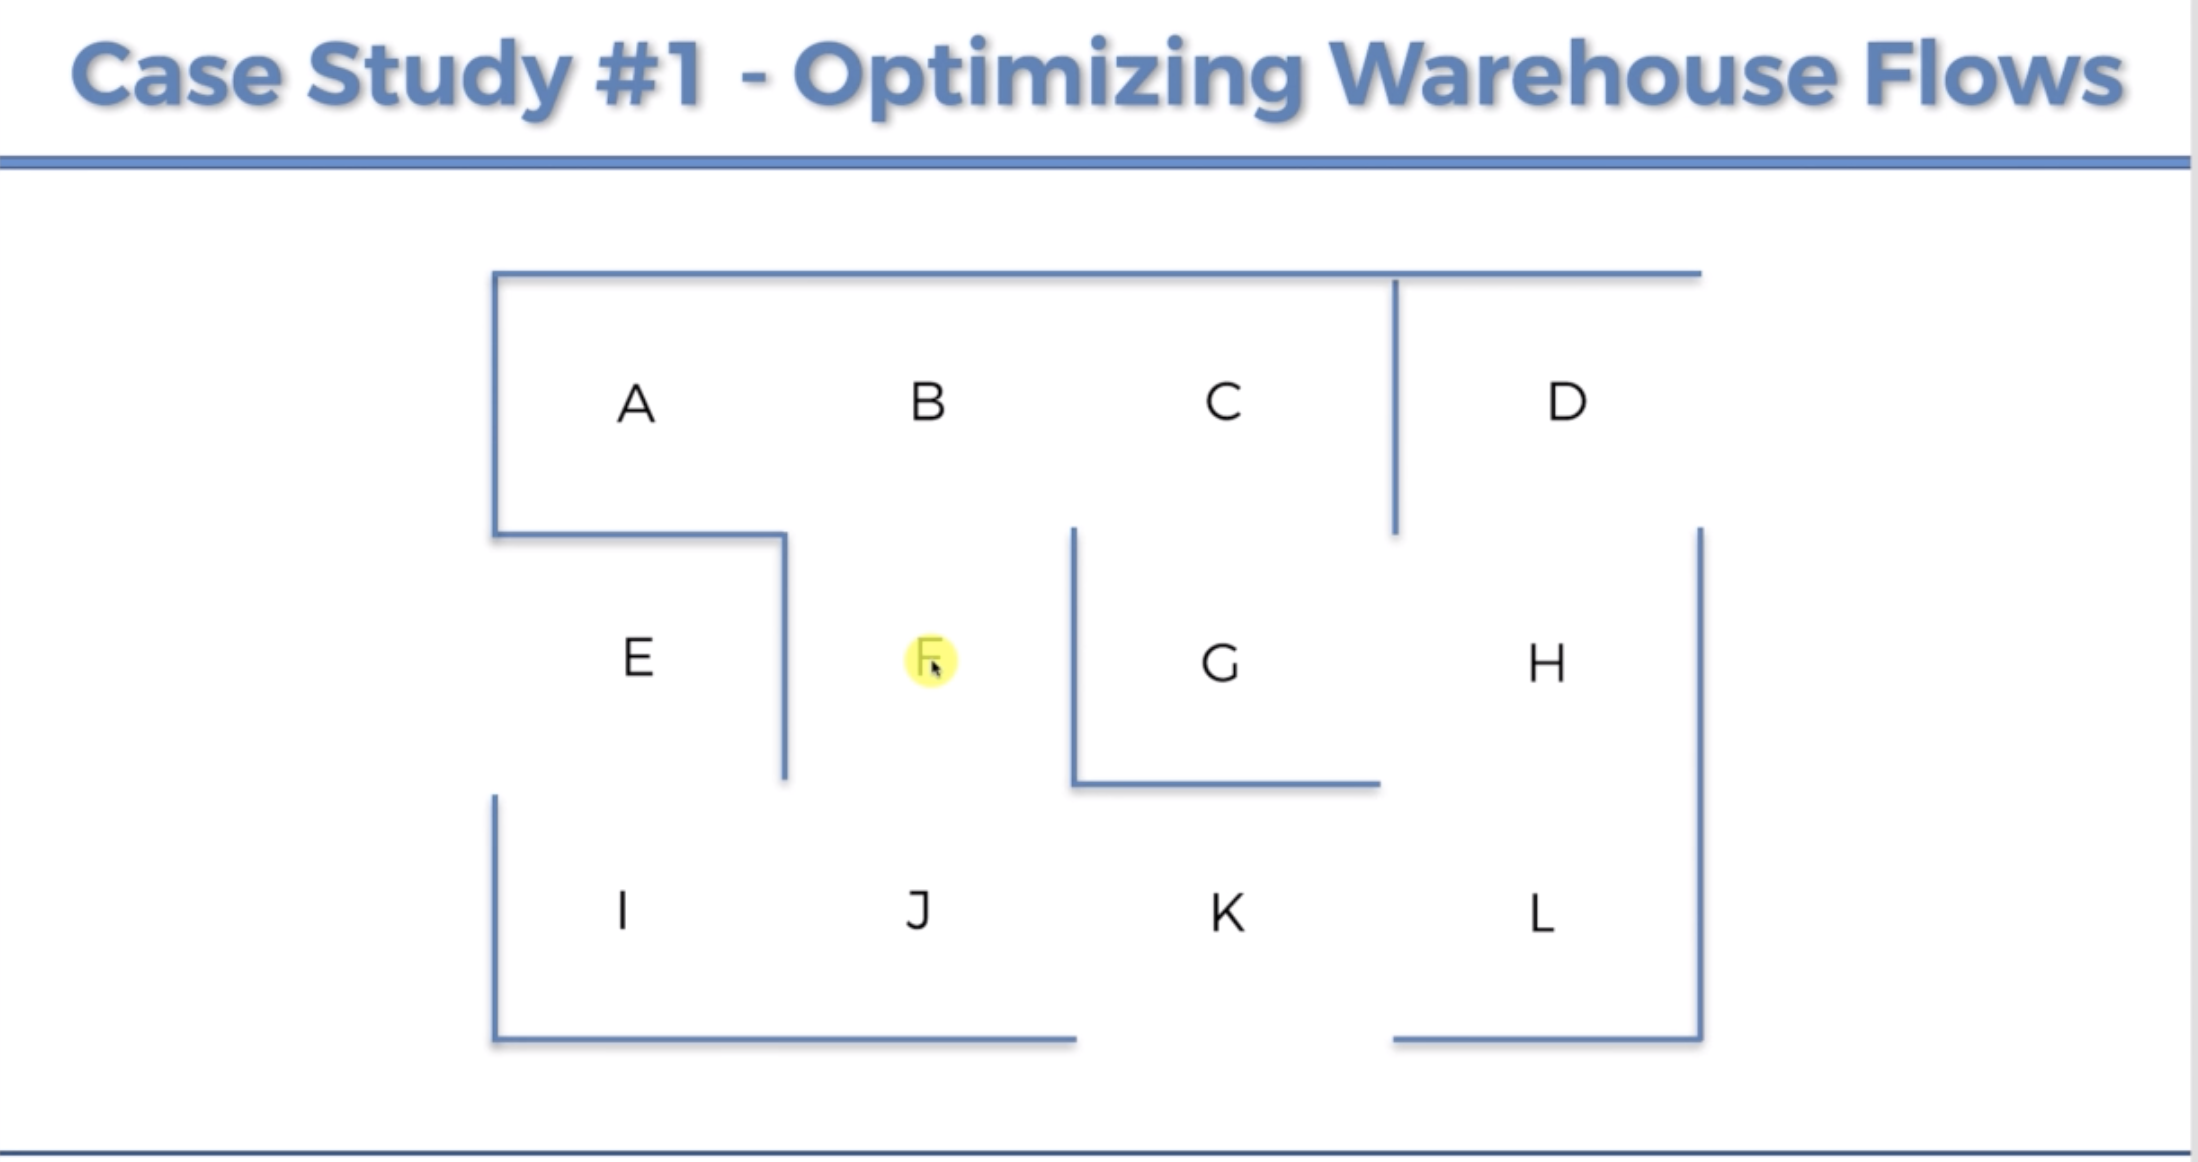 Case Study #1 - Optimizing Warehouse Flows
A B C D
E F G H
I J K L